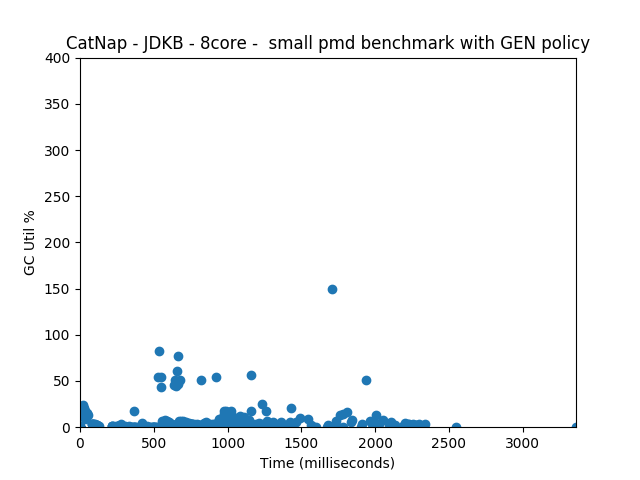 CatNap - JDKB - 8core -  small pmd benchmark with GEN policy
400
350
300
250
200
150
100
50
0
GC Util %
0 500 1000 1500 2000 2500 3000
Time (milliseconds)